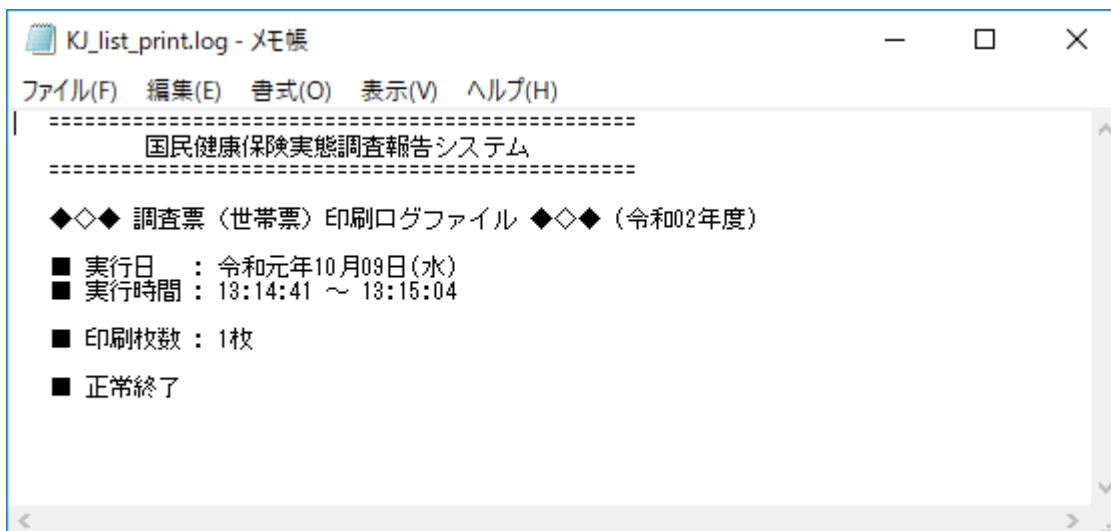 KJ_list_print.log - メモ帳
ファイル(F) 編集(E) 書式(O) 表示(V) ヘルプ(H)
=================================================
国民健康保険実態調査報告システム
=================================================
◆◇◆ 調査票（世帯票）印刷ログファイル ◆◇◆（令和02年度）
■ 実行日 : 令和元年10月09日(水)
■ 実行時間 : 13:14:41 ～ 13:15:04
■ 印刷枚数 : 1枚
■ 正常終了